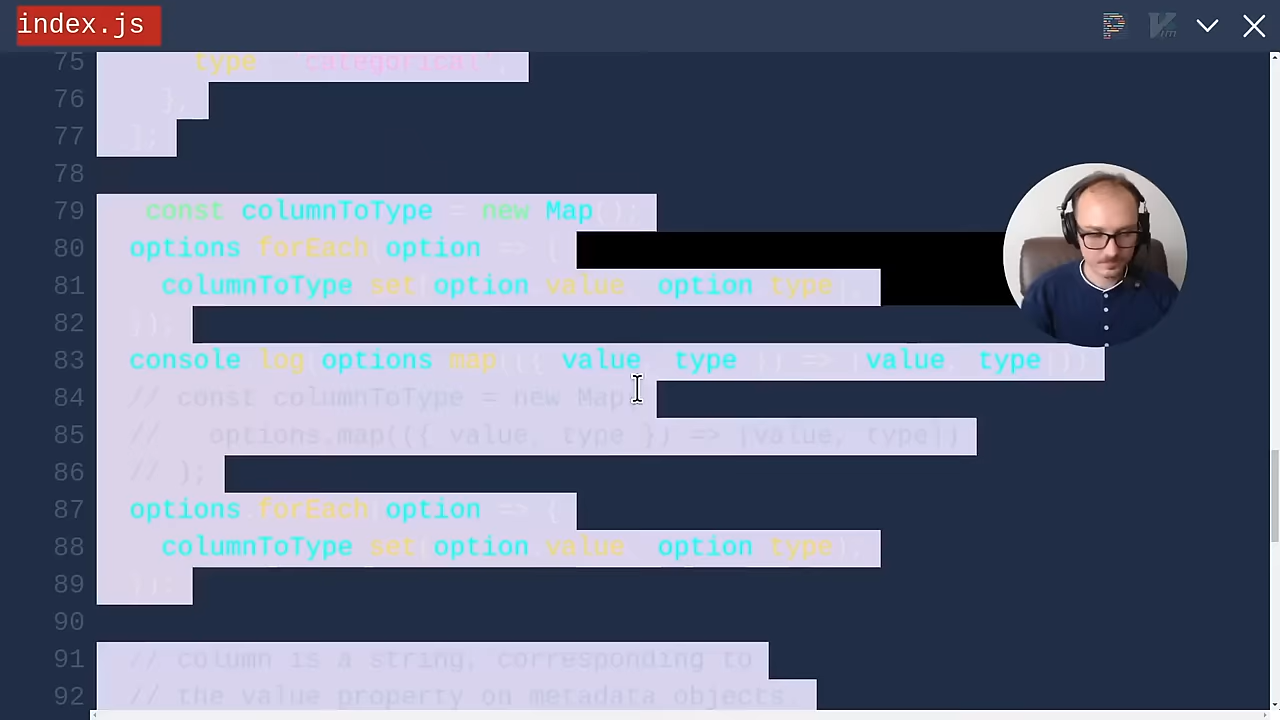 index.js
75 type: "categorical",
76 },
77 ];
78
79 const columnToType = new Map();
80 options forEach option => {
81 columnToType set(option value, option type),
82 });
83 console log(options map(({ value, type }) => [value, type]))
84 // const columnToType = new Map
85 // options.map(({ value, type }) => [value, type])
86 // );
87 options forEach option => {
88 columnToType set(option value, option type);
89 });
90
91 // column is a string, corresponding to
92 // the value property on metadata objects
Vim